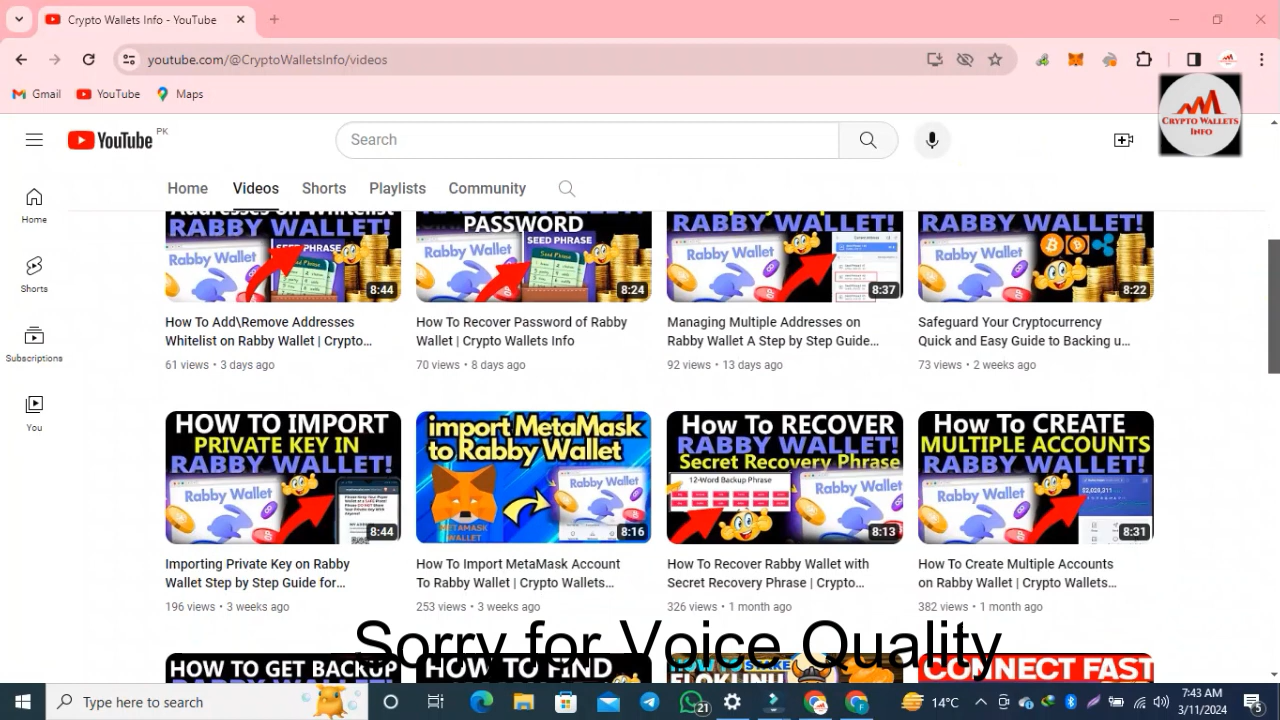 Crypto Wallets Info - YouTube
youtube.com/@CryptoWalletsInfo/videos
Gmail
YouTube
Maps
CRYPTO WALLETS
INFO
YouTube PK
Search
Home
Videos
Shorts
Playlists
Community
Home
Shorts
Subscriptions
You
Addresses on Whitelist
RABBY WALLET!
SEED PHRASE
Rabby Wallet
8:44
PASSWORD
SEED PHRASE
Rabby Wallet
8:24
RABBY WALLET!
Rabby Wallet
8:37
RABBY WALLET!
Rabby Wallet
8:22
How To Add\Remove Addresses
Whitelist on Rabby Wallet | Crypto...
61 views • 3 days ago
How To Recover Password of Rabby
Wallet | Crypto Wallets Info
70 views • 8 days ago
Managing Multiple Addresses on
Rabby Wallet A Step by Step Guide...
92 views • 13 days ago
Safeguard Your Cryptocurrency
Quick and Easy Guide to Backing u...
73 views • 2 weeks ago
HOW TO IMPORT
PRIVATE KEY IN
RABBY WALLET!
Rabby Wallet
8:44
import MetaMask
to Rabby Wallet
Rabby Wallet
METAMASK
WALLET
8:16
How To RECOVER
RABBY WALLET!
Secret Recovery Phrase
12-Word Backup Phrase
Rabby Wallet
8:13
How To CREATE
MULTIPLE ACCOUNTS
RABBY WALLET!
Rabby Wallet
8:31
Importing Private Key on Rabby
Wallet Step by Step Guide for...
196 views • 3 weeks ago
How To Import MetaMask Account
To Rabby Wallet | Crypto Wallets...
253 views • 3 weeks ago
How To Recover Rabby Wallet with
Secret Recovery Phrase | Crypto...
326 views • 1 month ago
How To Create Multiple Accounts
on Rabby Wallet | Crypto Wallets...
382 views • 1 month ago
Sorry for Voice Quality
HOW TO GET BACKUP
HOW TO FIND
HOW TO STAKE
FLOKI INU
CONNECT FAST
Type here to search
21
14°C
7:43 AM
3/11/2024
5